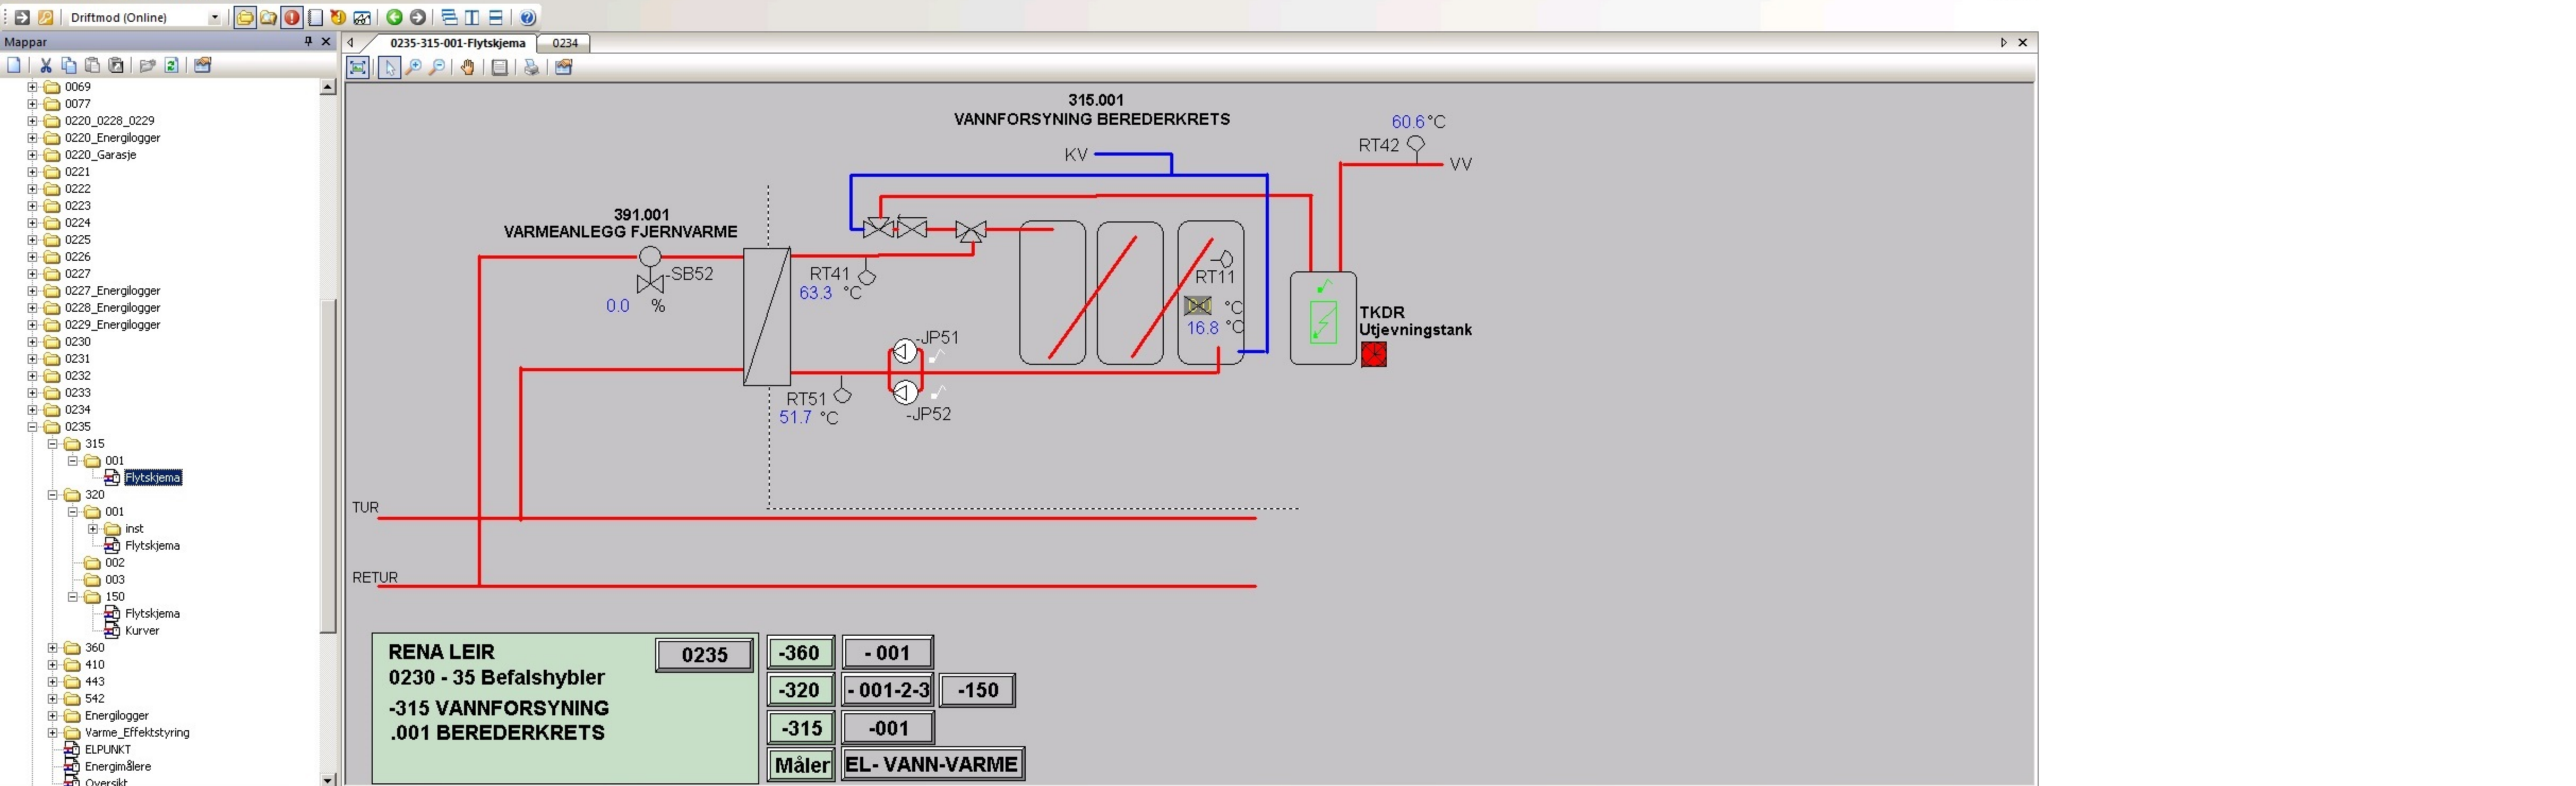 Driftmod (Online)
Mappar
0235-315-001-Flytskjema
0234
0069
0077
0220_0228_0229
0220_Energilogger
0220_Garasje
0221
0222
0223
0224
0225
0226
0227
0227_Energilogger
0228_Energilogger
0229_Energilogger
0230
0231
0232
0233
0234
0235
315
001
Flytskjema
320
001
inst
Flytskjema
002
003
150
Flytskjema
Kurver
360
410
443
542
Energilogger
Varme_Effektstyring
ELPUNKT
Energimålere
Oversikt
315.001
VANNFORSYNING BEREDERKRETS
60.6 °C
RT42
VV
KV
391.001
VARMEANLEGG FJERNVARME
-SB52
0.0 %
RT41
63.3 °C
RT11
°C
16.8 °C
TKDR
Utjevningstank
-JP51
RT51
51.7 °C
-JP52
TUR
RETUR
RENA LEIR
0235
0230 - 35 Befalshybler
-315 VANNFORSYNING
.001 BEREDERKRETS
-360
- 001
-320
- 001-2-3
-150
-315
-001
Måler
EL- VANN-VARME